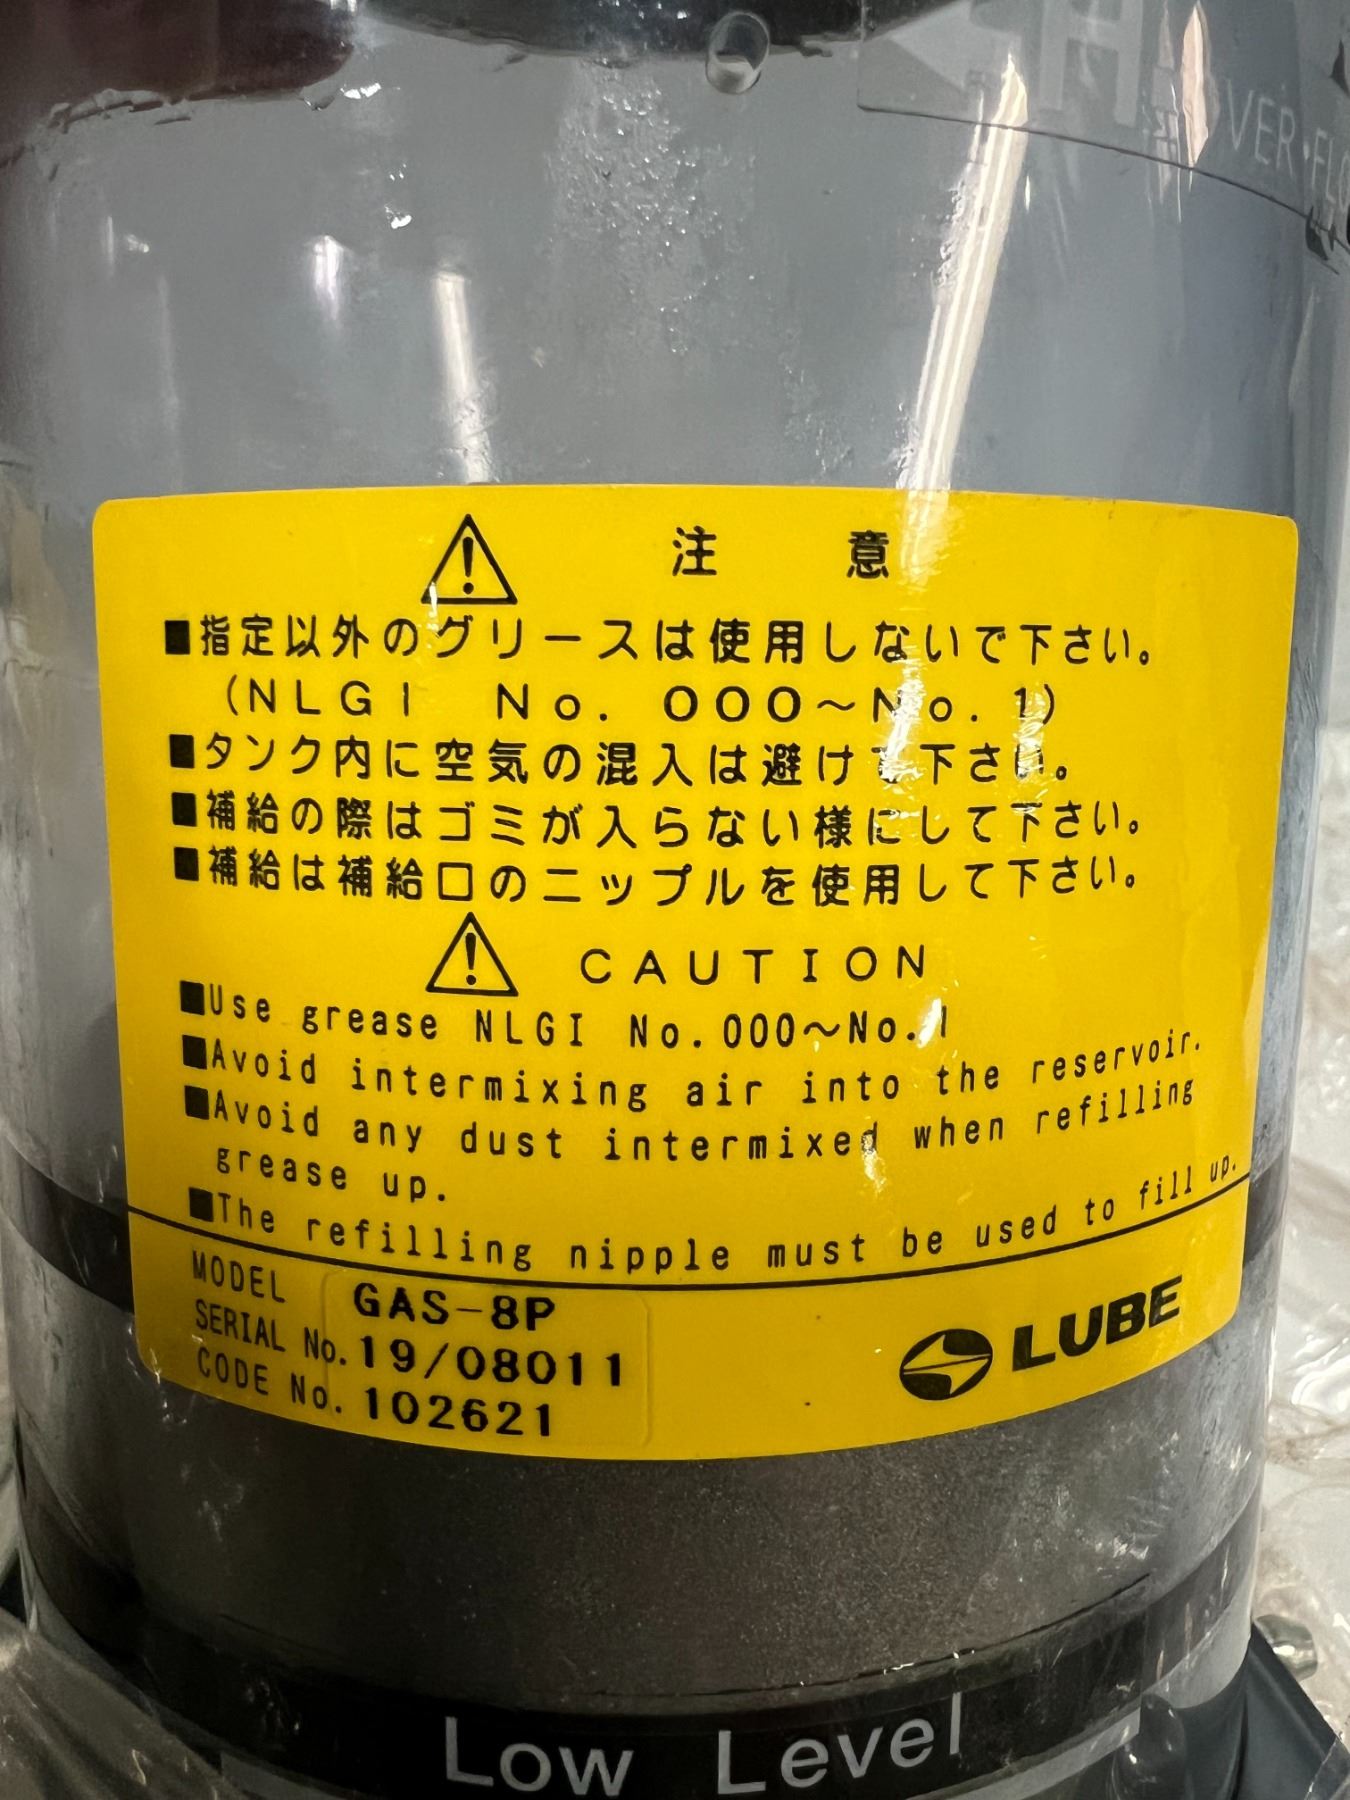 H
OVER・FLO
注 意
■指定以外のグリースは使用しないで下さい。
(NLGI No. 000～No. 1)
■タンク内に空気の混入は避けて下さい。
■補給の際はゴミが入らない様にして下さい。
■補給は補給口のニップルを使用して下さい。
CAUTION
■Use grease NLGI No.000～No.1
■Avoid intermixing air into the reservoir.
■Avoid any dust intermixed when refilling
grease up.
■The refilling nipple must be used to fill up.
MODEL GAS-8P
SERIAL No. 19/08011
CODE No. 102621
LUBE
Low Level